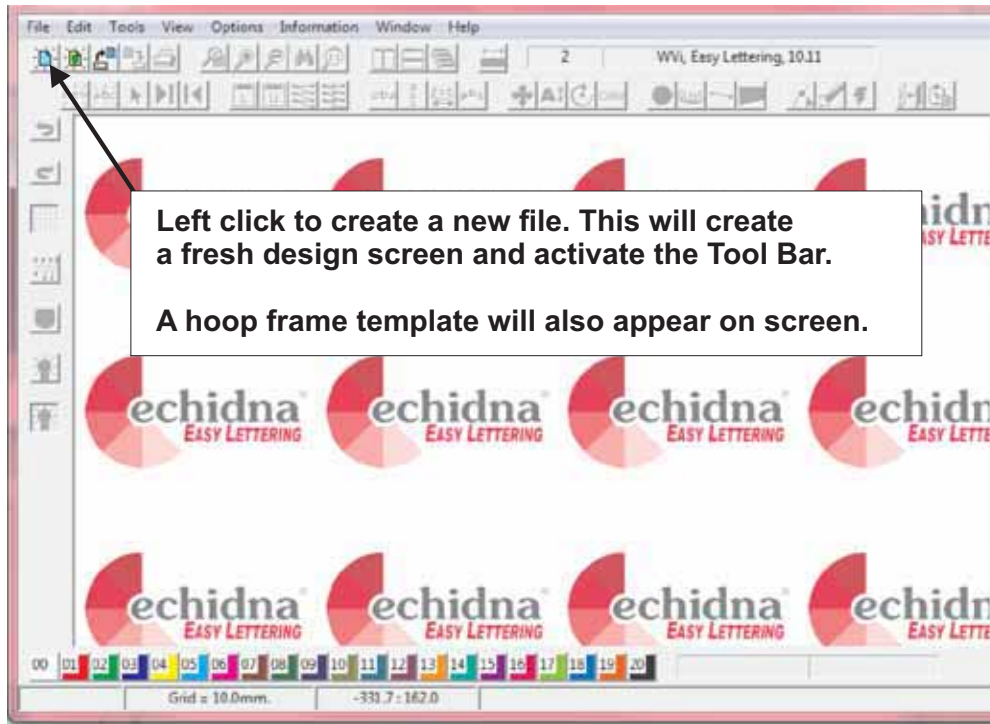 File Edit Tools View Options Information Window Help
2 WVi, Easy Lettering, 10.11
idn
ASY LETTE
Left click to create a new file. This will create
a fresh design screen and activate the Tool Bar.
A hoop frame template will also appear on screen.
echidna echidna echidna echidn
EASY LETTERING EASY LETTERING EASY LETTERING EASY LETTE
echidna echidna echidna echidn
EASY LETTERING EASY LETTERING EASY LETTERING EASY LETTE
00 01 02 03 04 05 06 07 08 09 10 11 12 13 14 15 16 17 18 19 20
Grid = 10.0mm. -331.7 : 162.0